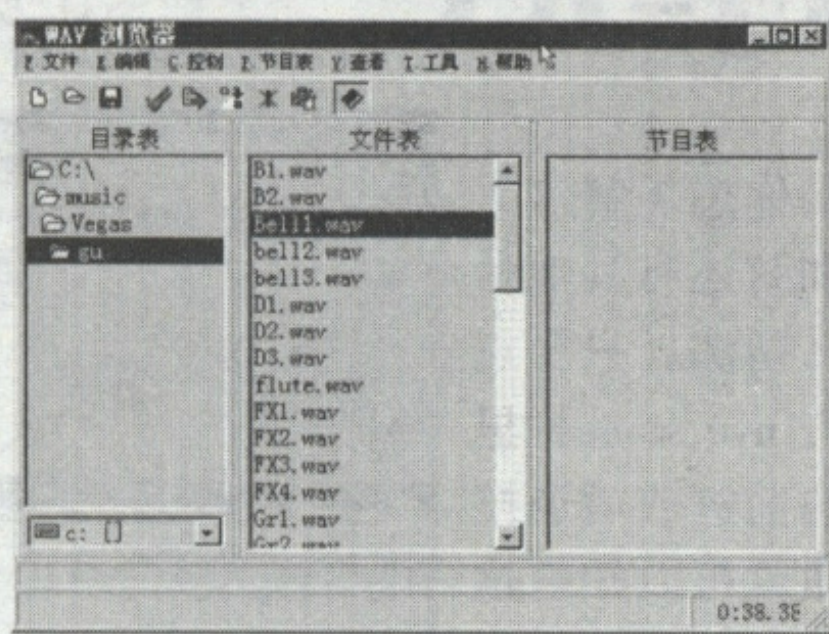 WAV 浏览器
F 文件 E 编辑 C 控制 P 节目表 V 查看 T 工具 H 帮助
目录表
C:\
music
Vegas
gu
c: []
文件表
B1.wav
B2.wav
Bell1.wav
bell2.wav
bell3.wav
D1.wav
D2.wav
D3.wav
flute.wav
FX1.wav
FX2.wav
FX3.wav
FX4.wav
Gr1.wav
Gr2.wav
节目表
0:38.38